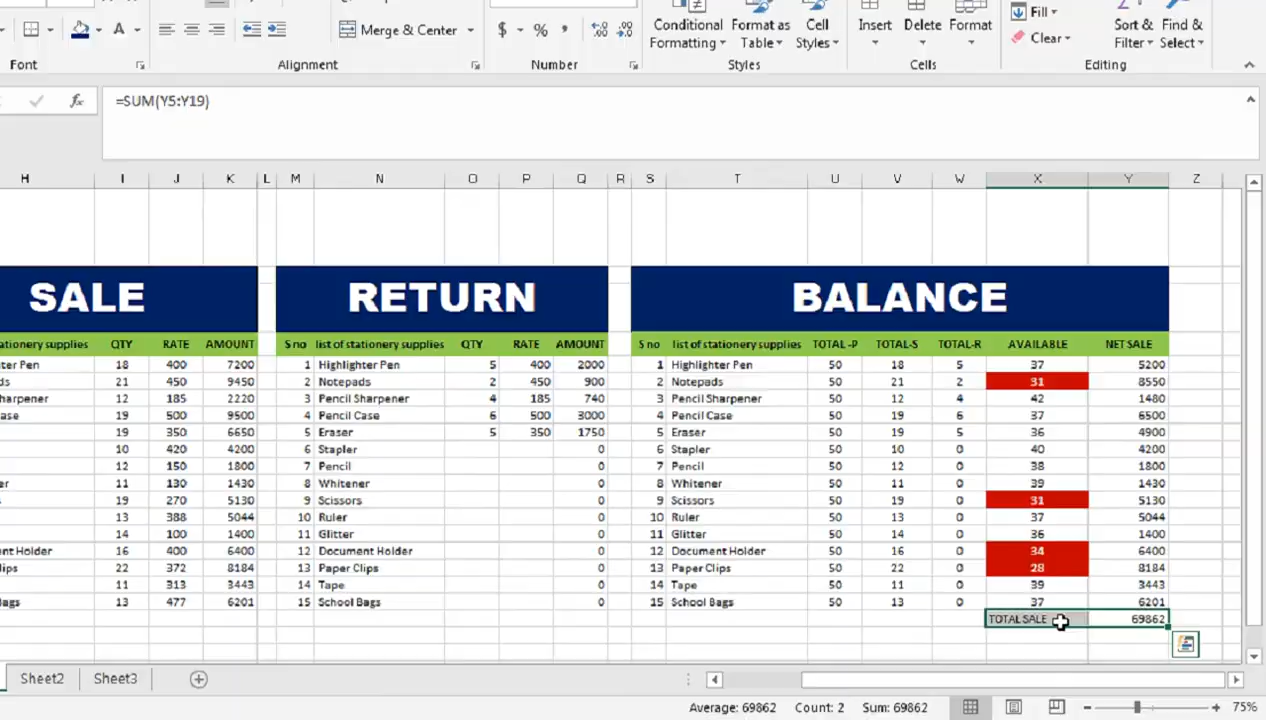 Conditional Format as Cell Insert Delete Format Fill Sort & Find &
A Merge & Center $ % Formatting Table Styles Clear Filter Select
Font Alignment Number Styles Cells Editing
fx =SUM(Y5:Y19)
H I J K L M N O P Q R S T U V W X Y Z
SALE RETURN BALANCE
ationery supplies QTY RATE AMOUNT S no list of stationery supplies QTY RATE AMOUNT S no list of stationery supplies TOTAL -P TOTAL-S TOTAL-R AVAILABLE NET SALE
ter Pen 18 400 7200 1 Highlighter Pen 5 400 2000 1 Highlighter Pen 50 18 5 37 5200
ds 21 450 9450 2 Notepads 2 450 900 2 Notepads 50 21 2 31 8550
harpener 12 185 2220 3 Pencil Sharpener 4 185 740 3 Pencil Sharpener 50 12 4 42 1480
ase 19 500 9500 4 Pencil Case 6 500 3000 4 Pencil Case 50 19 6 37 6500
19 350 6650 5 Eraser 5 350 1750 5 Eraser 50 19 5 36 4900
10 420 4200 6 Stapler 0 6 Stapler 50 10 0 40 4200
12 150 1800 7 Pencil 0 7 Pencil 50 12 0 38 1800
er 11 130 1430 8 Whitener 0 8 Whitener 50 11 0 39 1430
s 19 270 5130 9 Scissors 0 9 Scissors 50 19 0 31 5130
13 388 5044 10 Ruler 0 10 Ruler 50 13 0 37 5044
14 100 1400 11 Glitter 0 11 Glitter 50 14 0 36 1400
nt Holder 16 400 6400 12 Document Holder 0 12 Document Holder 50 16 0 34 6400
lips 22 372 8184 13 Paper Clips 0 13 Paper Clips 50 22 0 28 8184
11 313 3443 14 Tape 0 14 Tape 50 11 0 39 3443
ags 13 477 6201 15 School Bags 0 15 School Bags 50 13 0 37 6201
TOTAL SALE 69862
Sheet2 Sheet3
Average: 69862 Count: 2 Sum: 69862 75%